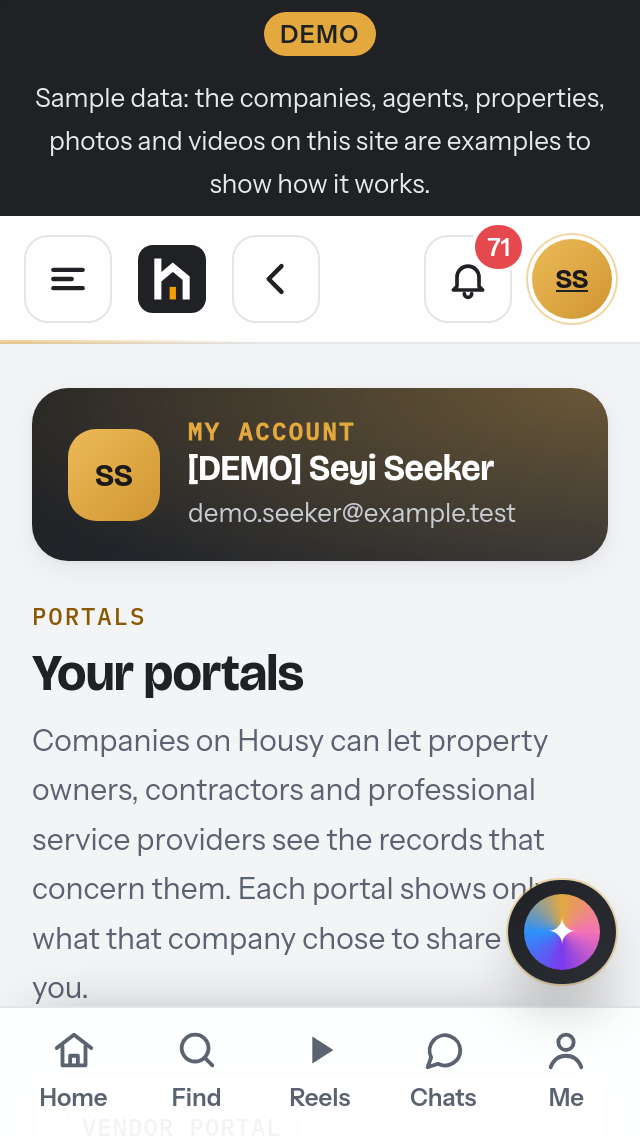 DEMO
Sample data: the companies, agents, properties,
photos and videos on this site are examples to
show how it works.
71
SS
MY ACCOUNT
SS
[DEMO] Seyi Seeker
demo.seeker@example.test
PORTALS
Your portals
Companies on Housy can let property
owners, contractors and professional
service providers see the records that
concern them. Each portal shows only
what that company chose to share
you.
Home
Find
Reels
Chats
Me
VENDOR PORTAL